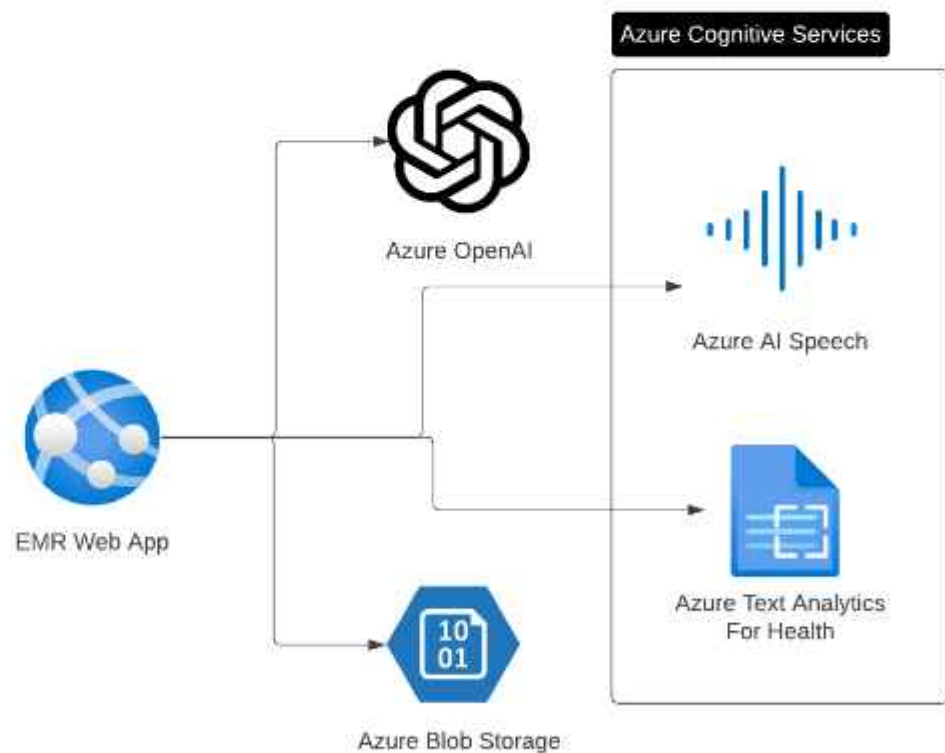 Azure Cognitive Services
Azure OpenAI
Azure AI Speech
EMR Web App
Azure Text Analytics
For Health
10
01
Azure Blob Storage